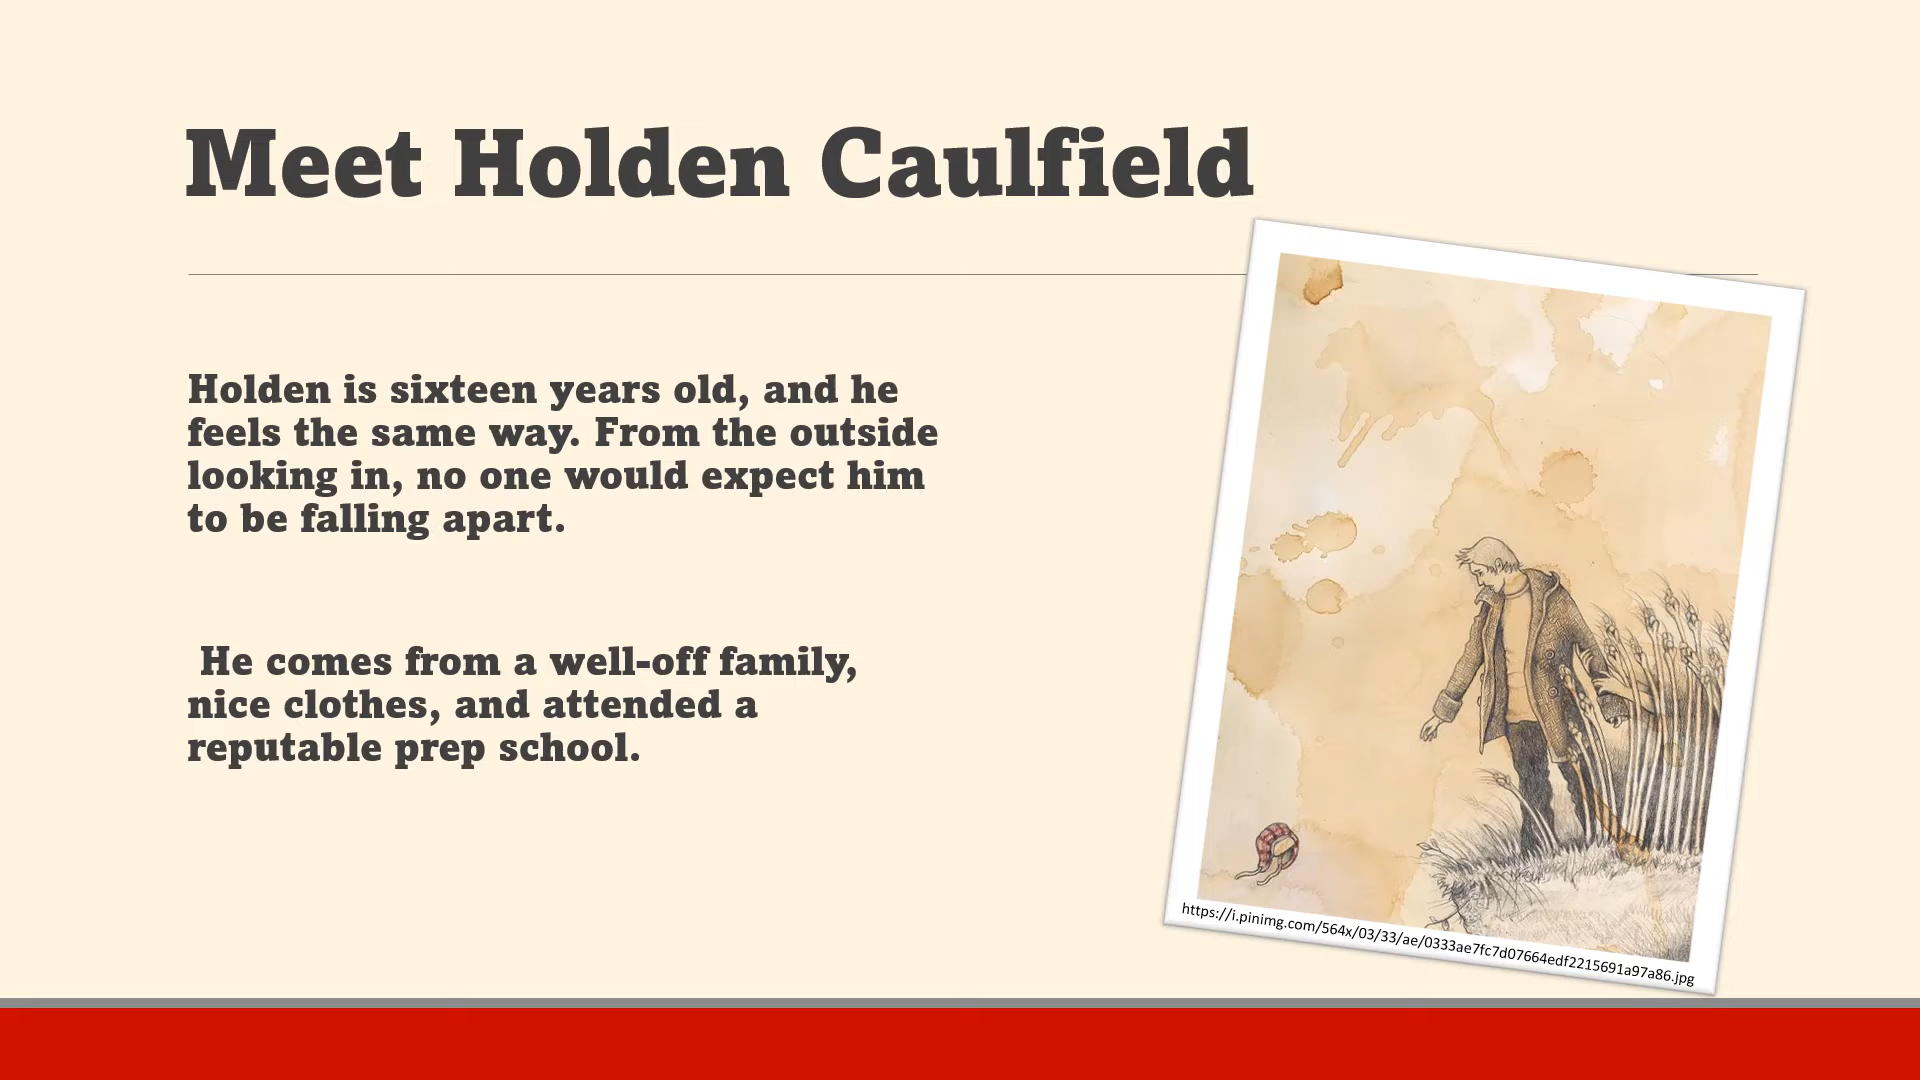 Meet Holden Caulfield
Holden is sixteen years old, and he
feels the same way. From the outside
looking in, no one would expect him
to be falling apart.
He comes from a well-off family,
nice clothes, and attended a
reputable prep school.
https://i.pinimg.com/564x/03/33/ae/0333ae7fc7d07664edf2215691a97a86.jpg